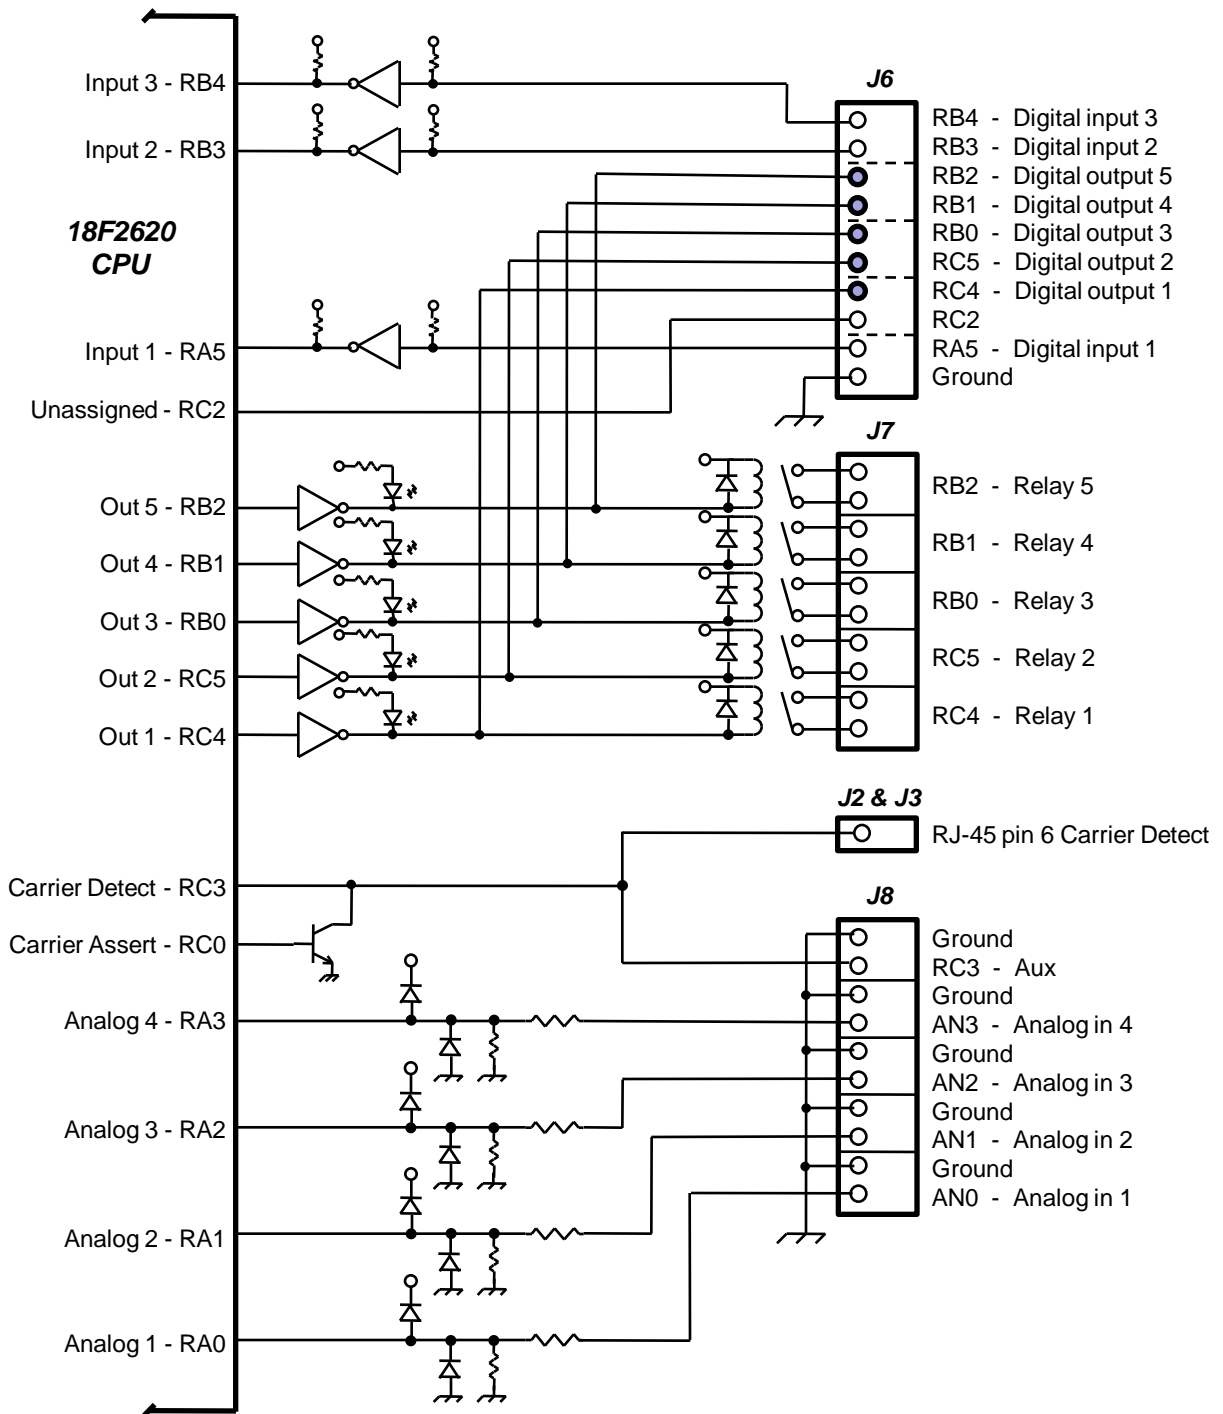 Input 3 - RB4
Input 2 - RB3
18F2620
CPU
Input 1 - RA5
Unassigned - RC2
Out 5 - RB2
Out 4 - RB1
Out 3 - RB0
Out 2 - RC5
Out 1 - RC4
Carrier Detect - RC3
Carrier Assert - RC0
Analog 4 - RA3
Analog 3 - RA2
Analog 2 - RA1
Analog 1 - RA0
J6
RB4 - Digital input 3
RB3 - Digital input 2
RB2 - Digital output 5
RB1 - Digital output 4
RB0 - Digital output 3
RC5 - Digital output 2
RC4 - Digital output 1
RC2
RA5 - Digital input 1
Ground
J7
RB2 - Relay 5
RB1 - Relay 4
RB0 - Relay 3
RC5 - Relay 2
RC4 - Relay 1
J2 & J3
RJ-45 pin 6 Carrier Detect
J8
Ground
RC3 - Aux
Ground
AN3 - Analog in 4
Ground
AN2 - Analog in 3
Ground
AN1 - Analog in 2
Ground
AN0 - Analog in 1